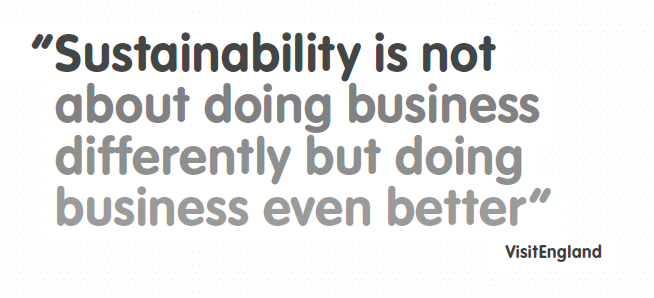 “Sustainability is not
about doing business
differently but doing
business even better”
VisitEngland